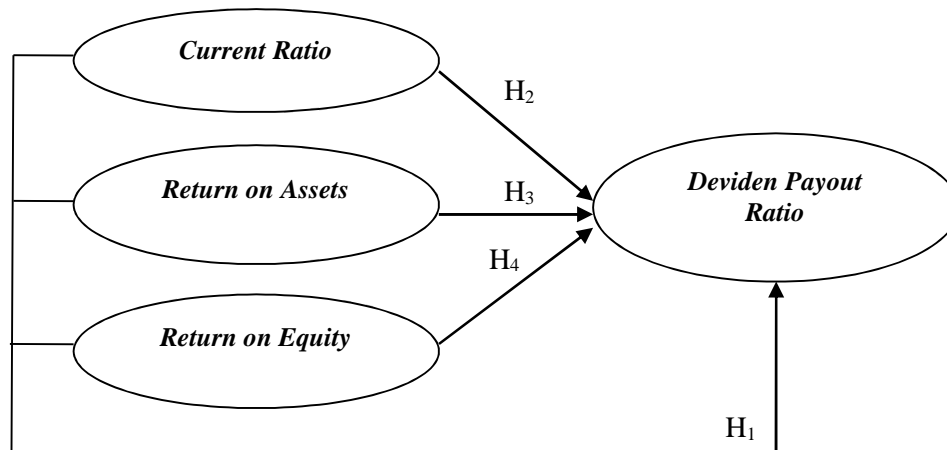 Current Ratio
H₂
Return on Assets
H₃
Deviden Payout
Ratio
H₄
Return on Equity
H₁